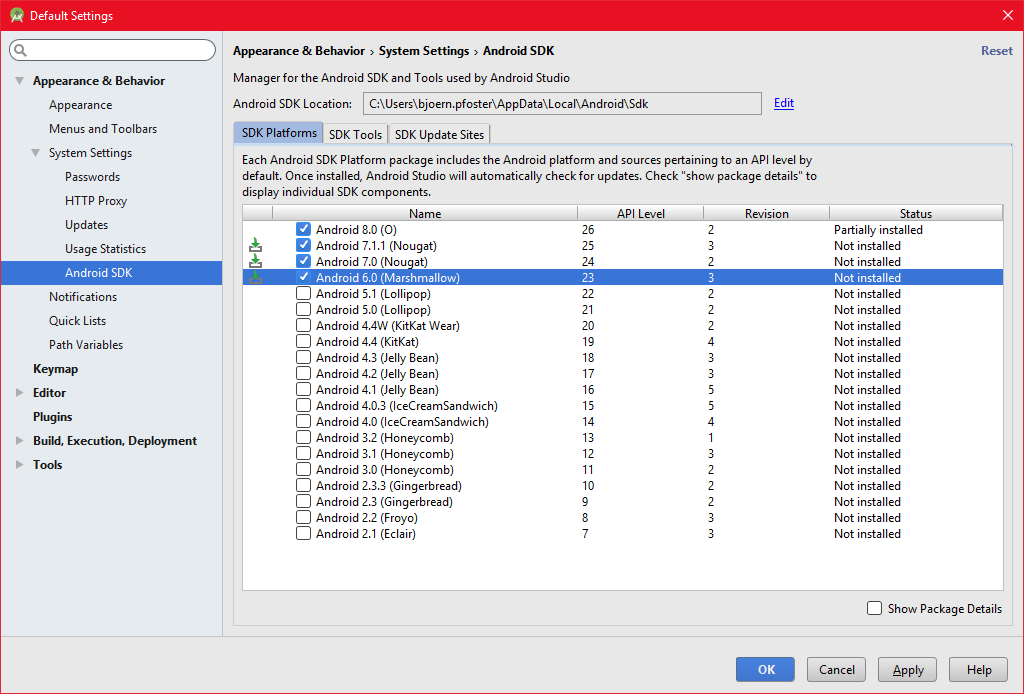 Default Settings
Appearance & Behavior
Appearance
Menus and Toolbars
System Settings
Passwords
HTTP Proxy
Updates
Usage Statistics
Android SDK
Notifications
Quick Lists
Path Variables
Keymap
Editor
Plugins
Build, Execution, Deployment
Tools
Appearance & Behavior › System Settings › Android SDK
Reset
Manager for the Android SDK and Tools used by Android Studio
Android SDK Location: C:\Users\bjoern.pfoster\AppData\Local\Android\Sdk Edit
SDK Platforms SDK Tools SDK Update Sites
Each Android SDK Platform package includes the Android platform and sources pertaining to an API level by
default. Once installed, Android Studio will automatically check for updates. Check "show package details" to
display individual SDK components.
Name API Level Revision Status
Android 8.0 (O) 26 2 Partially installed
Android 7.1.1 (Nougat) 25 3 Not installed
Android 7.0 (Nougat) 24 2 Not installed
Android 6.0 (Marshmallow) 23 3 Not installed
Android 5.1 (Lollipop) 22 2 Not installed
Android 5.0 (Lollipop) 21 2 Not installed
Android 4.4W (KitKat Wear) 20 2 Not installed
Android 4.4 (KitKat) 19 4 Not installed
Android 4.3 (Jelly Bean) 18 3 Not installed
Android 4.2 (Jelly Bean) 17 3 Not installed
Android 4.1 (Jelly Bean) 16 5 Not installed
Android 4.0.3 (IceCreamSandwich) 15 5 Not installed
Android 4.0 (IceCreamSandwich) 14 4 Not installed
Android 3.2 (Honeycomb) 13 1 Not installed
Android 3.1 (Honeycomb) 12 3 Not installed
Android 3.0 (Honeycomb) 11 2 Not installed
Android 2.3.3 (Gingerbread) 10 2 Not installed
Android 2.3 (Gingerbread) 9 2 Not installed
Android 2.2 (Froyo) 8 3 Not installed
Android 2.1 (Eclair) 7 3 Not installed
Show Package Details
OK Cancel Apply Help